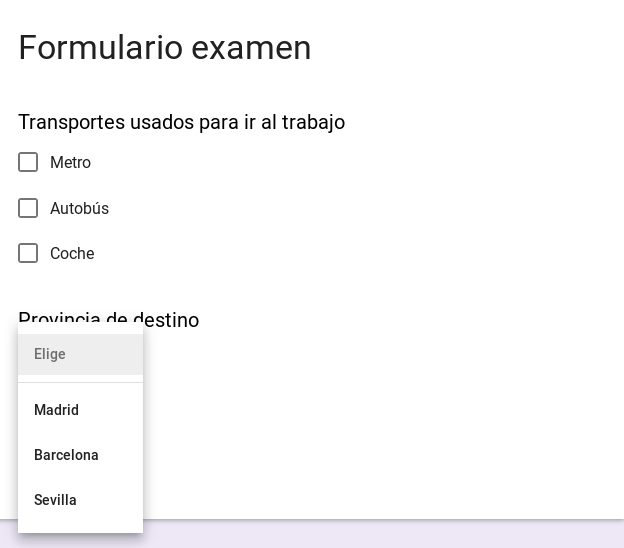 Formulario examen
Transportes usados para ir al trabajo
Metro
Autobús
Coche
Provincia de destino
Elige
Madrid
Barcelona
Sevilla